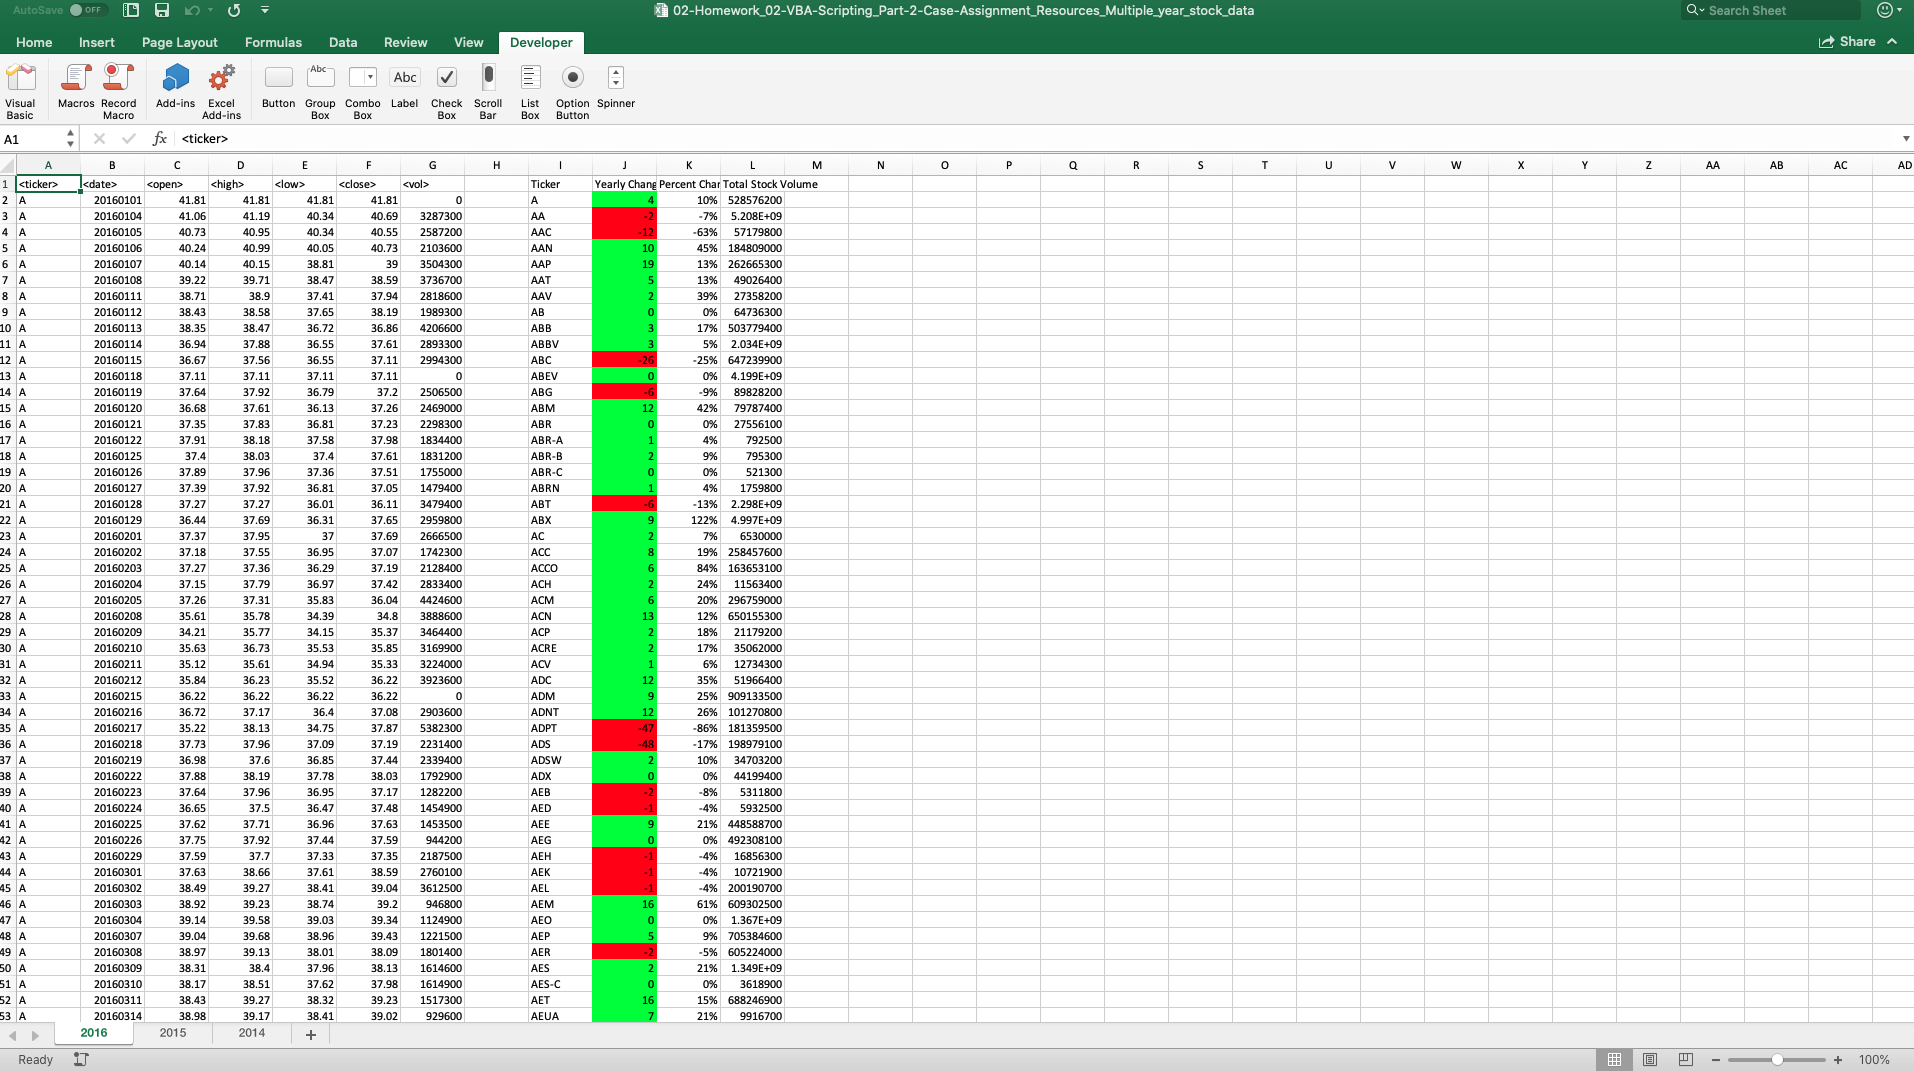 AutoSave OFF 02-Homework_02-VBA-Scripting_Part-2-Case-Assignment_Resources_Multiple_year_stock_data Search Sheet
Home Insert Page Layout Formulas Data Review View Developer Share
Visual Basic Macros Record Macro Add-ins Excel Add-ins Button Abc Group Box Combo Box Abc Label Check Box Scroll Bar List Box Option Button Spinner
A1 fx <ticker>
A B C D E F G H I J K L M N O P Q R S T U V W X Y Z AA AB AC AD
1 <ticker> <date> <open> <high> <low> <close> <vol> Ticker Yearly Chang Percent Char Total Stock Volume
2 A 20160101 41.81 41.81 41.81 41.81 0 A 4 10% 528576200
3 A 20160104 41.06 41.19 40.34 40.69 3287300 AA -2 -7% 5.208E+09
4 A 20160105 40.73 40.95 40.34 40.55 2587200 AAC -12 -63% 57179800
5 A 20160106 40.24 40.99 40.05 40.73 2103600 AAN 10 45% 184809000
6 A 20160107 40.14 40.15 38.81 39 3504300 AAP 19 13% 262665300
7 A 20160108 39.22 39.71 38.47 38.59 3736700 AAT 5 13% 49026400
8 A 20160111 38.71 38.9 37.41 37.94 2818600 AAV 2 39% 27358200
9 A 20160112 38.43 38.58 37.65 38.19 1989300 AB 0 0% 64736300
10 A 20160113 38.35 38.47 36.72 36.86 4206600 ABB 3 17% 503779400
11 A 20160114 36.94 37.88 36.55 37.61 2893300 ABBV 3 5% 2.034E+09
12 A 20160115 36.67 37.56 36.55 37.11 2994300 ABC -26 -25% 647239900
13 A 20160118 37.11 37.11 37.11 37.11 0 ABEV 0 0% 4.199E+09
14 A 20160119 37.64 37.92 36.79 37.2 2506500 ABG -6 -9% 89828200
15 A 20160120 36.68 37.61 36.13 37.26 2469000 ABM 12 42% 79787400
16 A 20160121 37.35 37.83 36.81 37.23 2298300 ABR 0 0% 27556100
17 A 20160122 37.91 38.18 37.58 37.98 1834400 ABR-A 1 4% 792500
18 A 20160125 37.4 38.03 37.4 37.61 1831200 ABR-B 2 9% 795300
19 A 20160126 37.89 37.96 37.36 37.51 1755000 ABR-C 0 0% 521300
20 A 20160127 37.39 37.92 36.81 37.05 1479400 ABRN 1 4% 1759800
21 A 20160128 37.27 37.27 36.01 36.11 3479400 ABT -6 -13% 2.298E+09
22 A 20160129 36.44 37.69 36.31 37.65 2959800 ABX 9 122% 4.997E+09
23 A 20160201 37.37 37.95 37 37.69 2666500 AC 2 7% 6530000
24 A 20160202 37.18 37.55 36.95 37.07 1742300 ACC 8 19% 258457600
25 A 20160203 37.27 37.36 36.29 37.19 2128400 ACCO 6 84% 163653100
26 A 20160204 37.15 37.79 36.97 37.42 2833400 ACH 2 24% 11563400
27 A 20160205 37.26 37.31 35.83 36.04 4424600 ACM 6 20% 296759000
28 A 20160208 35.61 35.78 34.39 34.8 3888600 ACN 13 12% 650155300
29 A 20160209 34.21 35.77 34.15 35.37 3464400 ACP 2 18% 21179200
30 A 20160210 35.63 36.73 35.53 35.85 3169900 ACRE 2 17% 35062000
31 A 20160211 35.12 35.61 34.94 35.33 3224000 ACV 1 6% 12734300
32 A 20160212 35.84 36.23 35.52 36.22 3923600 ADC 12 35% 51966400
33 A 20160215 36.22 36.22 36.22 36.22 0 ADM 9 25% 909133500
34 A 20160216 36.72 37.17 36.4 37.08 2903600 ADNT 12 26% 101270800
35 A 20160217 35.22 38.13 34.75 37.87 5382300 ADPT -47 -86% 181359500
36 A 20160218 37.73 37.96 37.09 37.19 2231400 ADS -48 -17% 198979100
37 A 20160219 36.98 37.6 36.85 37.44 2339400 ADSW 2 10% 34703200
38 A 20160222 37.88 38.19 37.78 38.03 1792900 ADX 0 0% 44199400
39 A 20160223 37.64 37.96 36.95 37.17 1282200 AEB -2 -8% 5311800
40 A 20160224 36.65 37.5 36.47 37.48 1454900 AED -1 -4% 5932500
41 A 20160225 37.62 37.71 36.96 37.63 1453500 AEE 9 21% 448588700
42 A 20160226 37.75 37.92 37.44 37.59 944200 AEG 0 0% 492308100
43 A 20160229 37.59 37.7 37.33 37.35 2187500 AEH -1 -4% 16856300
44 A 20160301 37.63 38.66 37.61 38.59 2760100 AEK -1 -4% 10721900
45 A 20160302 38.49 39.27 38.41 39.04 3612500 AEL -1 -4% 200190700
46 A 20160303 38.92 39.23 38.74 39.2 946800 AEM 16 61% 609302500
47 A 20160304 39.14 39.58 39.03 39.34 1124900 AEO 0 0% 1.367E+09
48 A 20160307 39.04 39.68 38.96 39.43 1221500 AEP 5 9% 705384600
49 A 20160308 38.97 39.13 38.01 38.09 1801400 AER -2 -5% 605224000
50 A 20160309 38.31 38.4 37.96 38.13 1614600 AES 2 21% 1.349E+09
51 A 20160310 38.17 38.51 37.62 37.98 1614900 AES-C 0 0% 3618900
52 A 20160311 38.43 39.27 38.32 39.23 1517300 AET 16 15% 688246900
53 A 20160314 38.98 39.17 38.41 39.02 929600 AEUA 7 21% 9916700
2016 2015 2014 +
Ready 100%